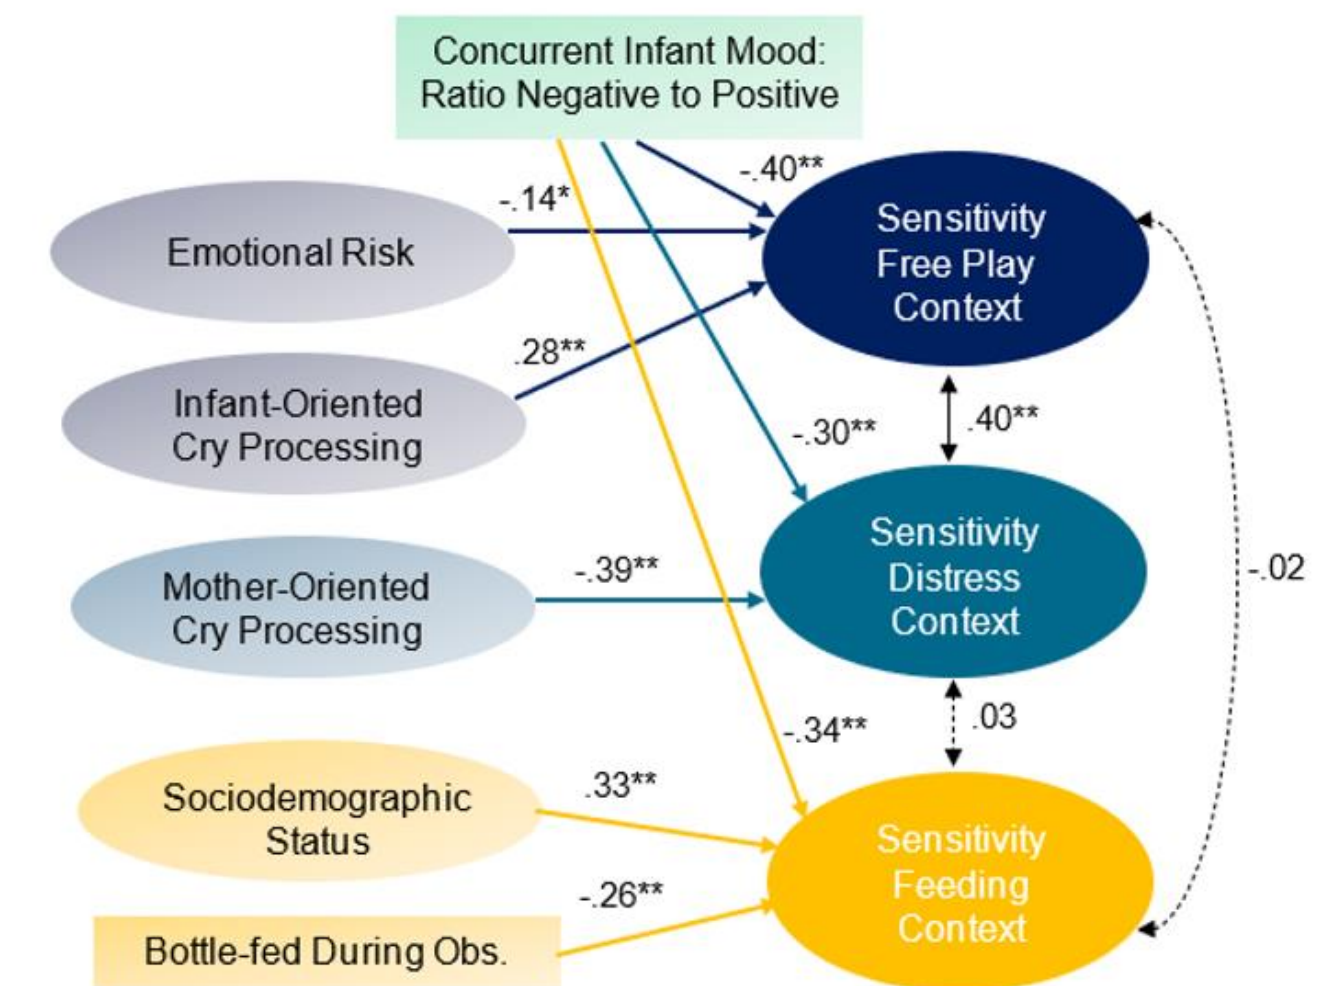 Concurrent Infant Mood:
Ratio Negative to Positive
-.40**
-.14*
Emotional Risk
Sensitivity
Free Play
Context
.28**
Infant-Oriented
Cry Processing
-.30**
.40**
Sensitivity
Distress
Context
-.39**
-.02
Mother-Oriented
Cry Processing
-.34**
.03
Sociodemographic
Status
.33**
Sensitivity
Feeding
Context
-.26**
Bottle-fed During Obs.